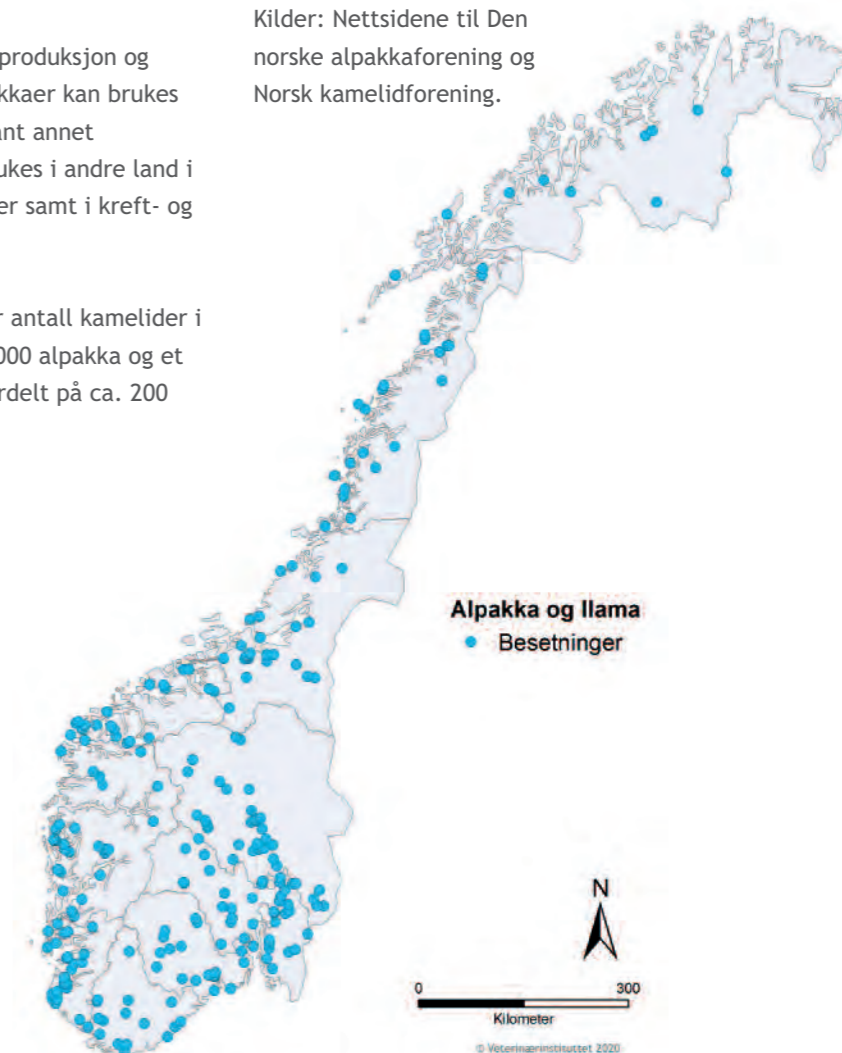 produksjon og
kkaer kan brukes
ant annet
ukes i andre land i
er samt i kreft- og
r antall kamelider i
000 alpakka og et
rdelt på ca. 200
Kilder: Nettsidene til Den
norske alpakkaforening og
Norsk kamelidforening.
Alpakka og llama
Besetninger
N
0 300
Kilometer
© Veterinærinstituttet 2020